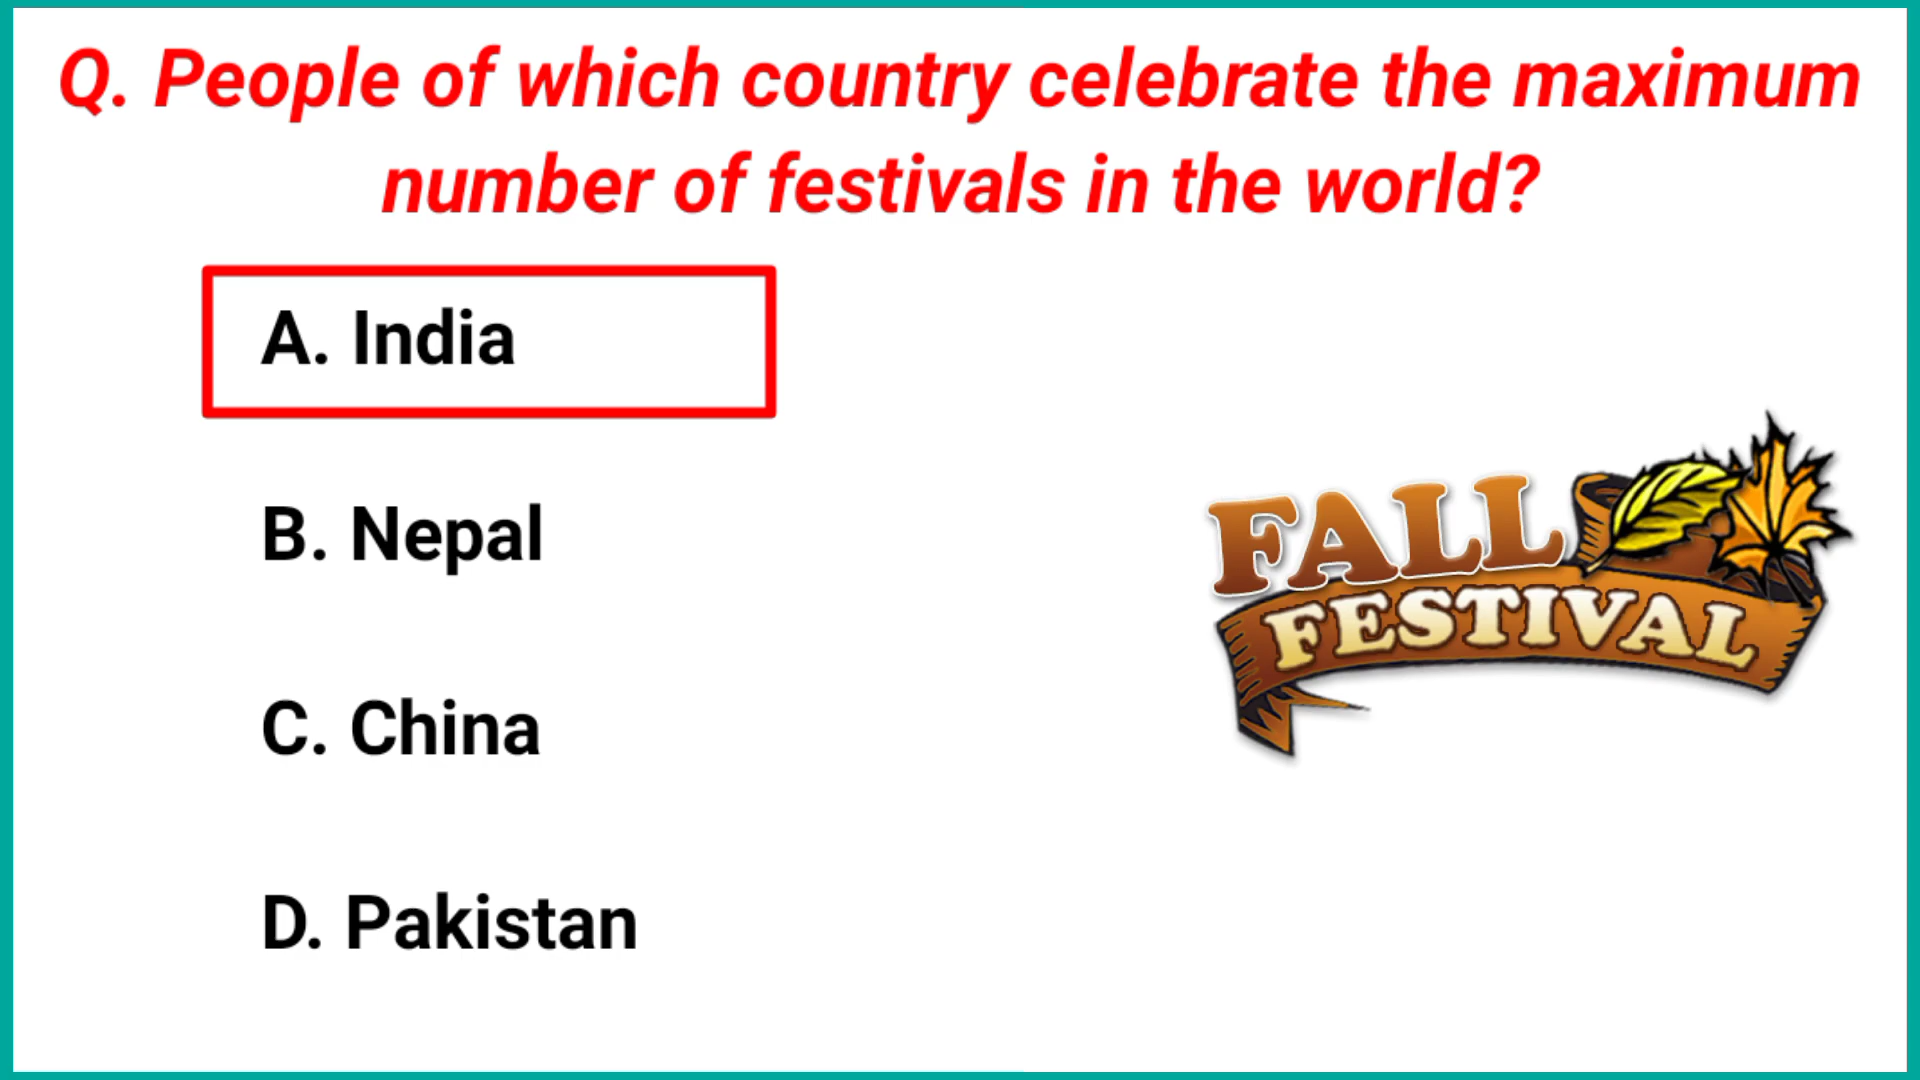 Q. People of which country celebrate the maximum
number of festivals in the world?
A. India
B. Nepal
C. China
D. Pakistan
FALL
FESTIVAL